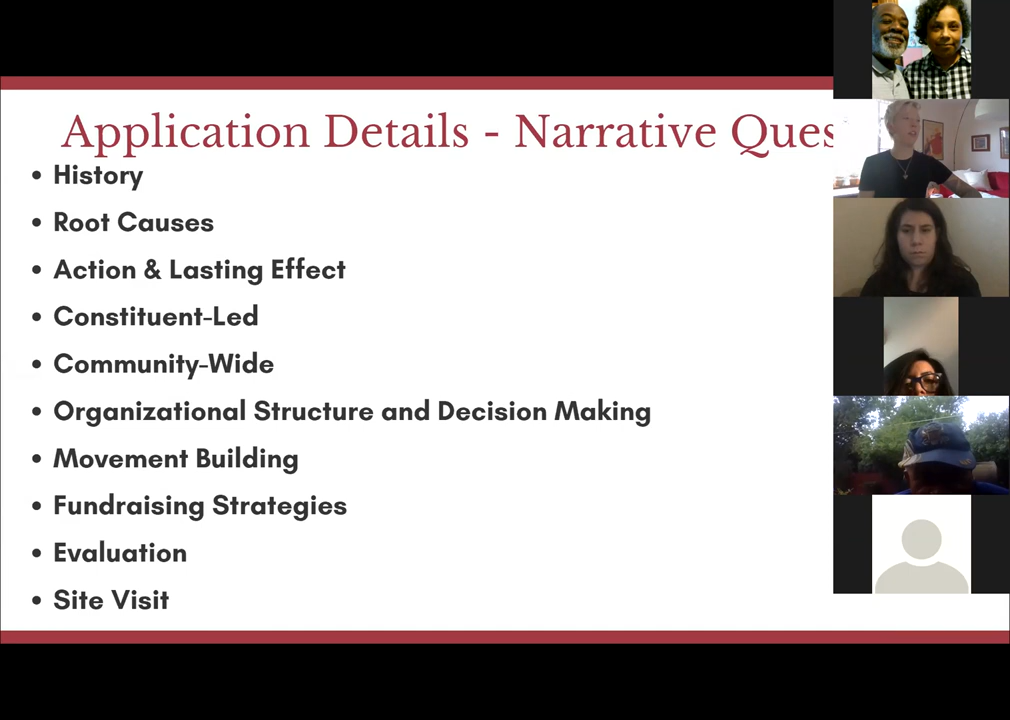 Application Details - Narrative Ques
• History
• Root Causes
• Action & Lasting Effect
• Constituent-Led
• Community-Wide
• Organizational Structure and Decision Making
• Movement Building
• Fundraising Strategies
• Evaluation
• Site Visit